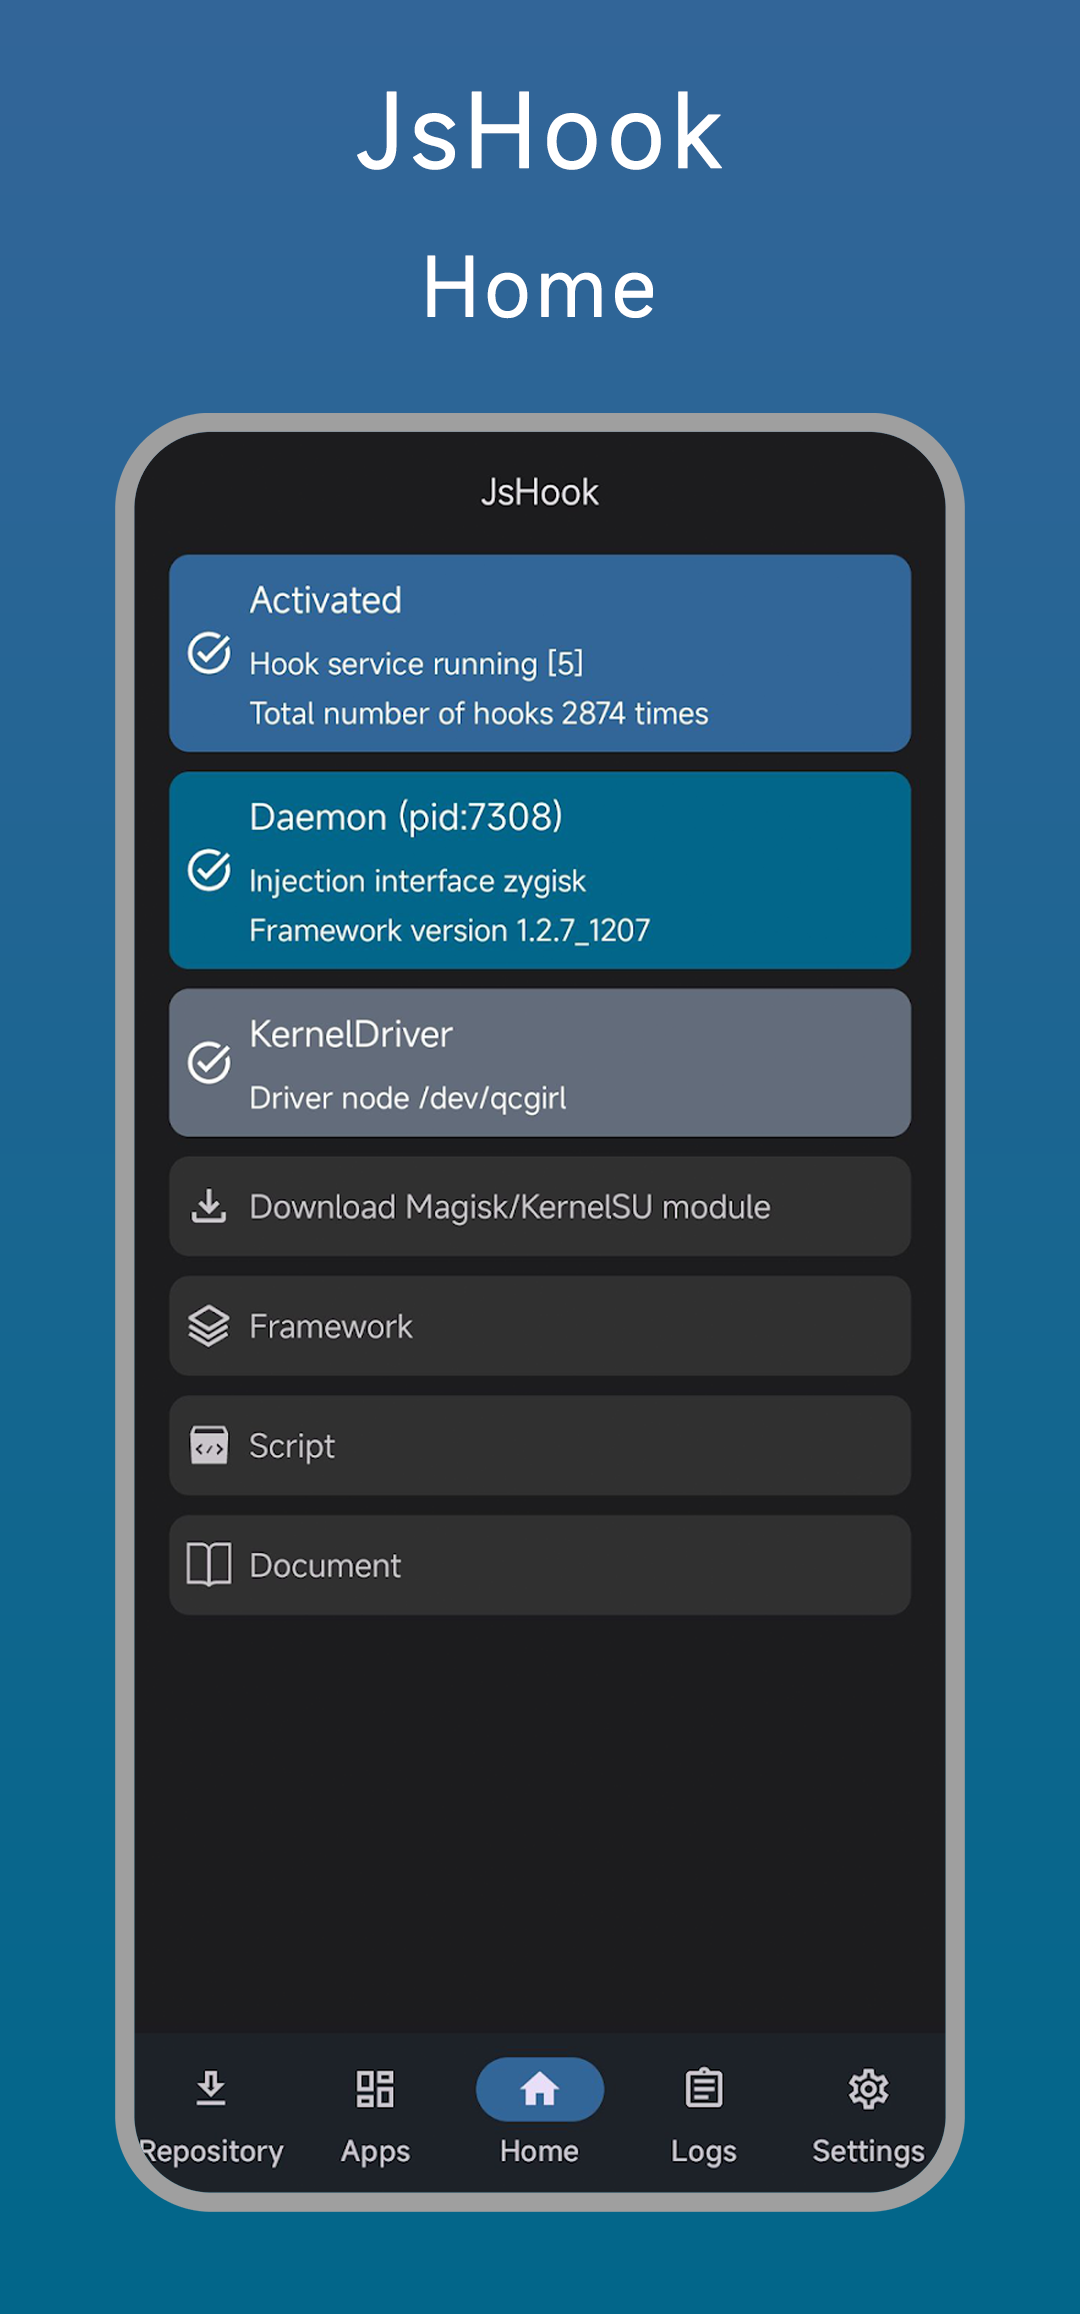 JsHook
Home
JsHook
Activated
Hook service running [5]
Total number of hooks 2874 times
Daemon (pid:7308)
Injection interface zygisk
Framework version 1.2.7_1207
KernelDriver
Driver node /dev/qcgirl
Download Magisk/KernelSU module
Framework
Script
Document
Repository
Apps
Home
Logs
Settings